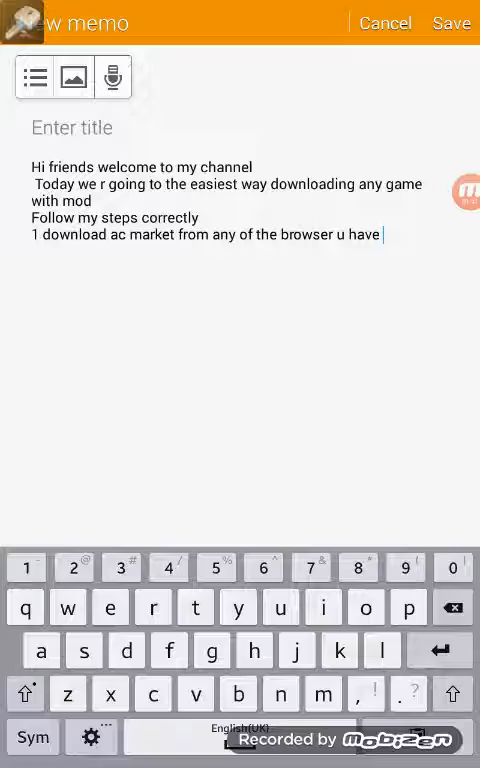 New memo
Cancel
Save
Enter title
Hi friends welcome to my channel
Today we r going to the easiest way downloading any game
with mod
Follow my steps correctly
1 download ac market from any of the browser u have
1 2 @ 3 # 4 / 5 % 6 ^ 7 & 8 * 9 ( 0
q w e r t y u i o p
a s d f g h j k l
z x c v b n m , ! . ?
Sym
English(UK)
Recorded by mobizen